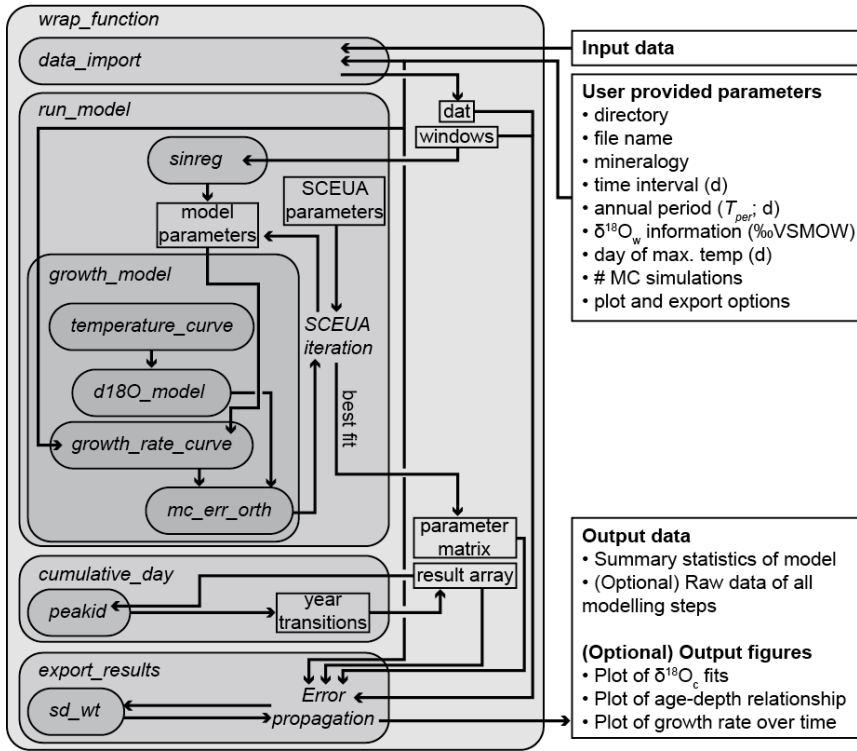 wrap_function
data_import
Input data
User provided parameters
• directory
• file name
• mineralogy
• time interval (d)
• annual period (Tper; d)
• δ18Ow information (‰VSMOW)
• day of max. temp (d)
• # MC simulations
• plot and export options
run_model
dat
windows
sinreg
SCEUA
parameters
model
parameters
growth_model
temperature_curve
SCEUA
iteration
d18O_model
best fit
growth_rate_curve
mc_err_orth
parameter
matrix
result array
cumulative_day
peakid
year
transitions
export_results
sd_wt
Error
propagation
Output data
• Summary statistics of model
• (Optional) Raw data of all
modelling steps
(Optional) Output figures
• Plot of δ18Oc fits
• Plot of age-depth relationship
• Plot of growth rate over time